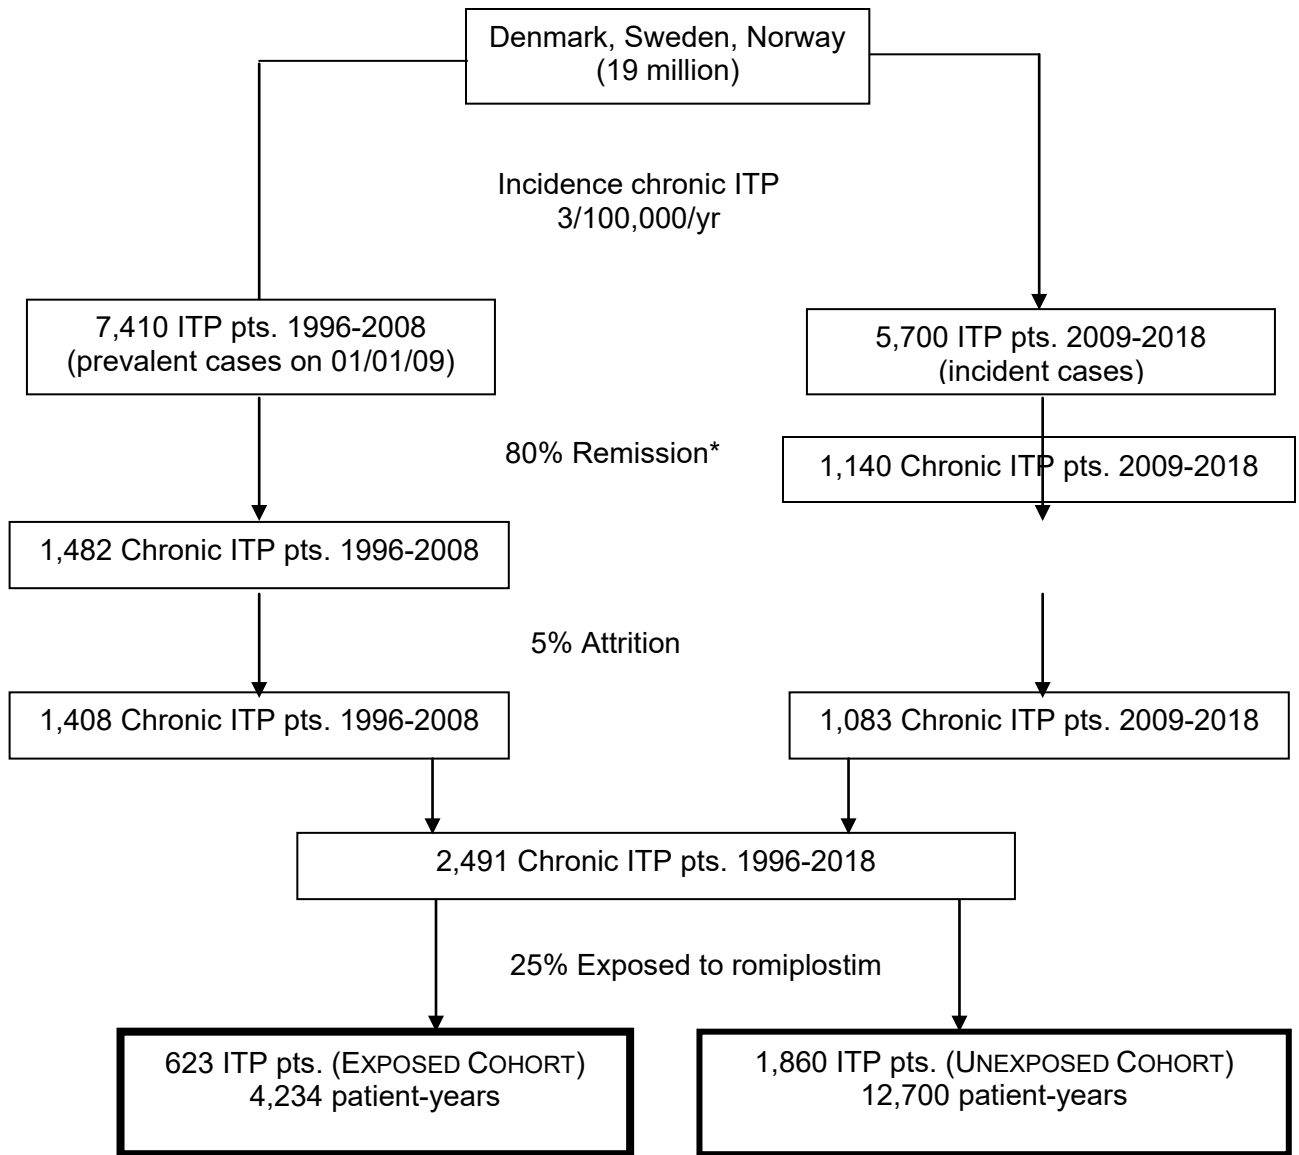 Denmark, Sweden, Norway
(19 million)
Incidence chronic ITP
3/100,000/yr
7,410 ITP pts. 1996-2008
(prevalent cases on 01/01/09)
5,700 ITP pts. 2009-2018
(incident cases)
80% Remission*
1,140 Chronic ITP pts. 2009-2018
1,482 Chronic ITP pts. 1996-2008
5% Attrition
1,408 Chronic ITP pts. 1996-2008
1,083 Chronic ITP pts. 2009-2018
2,491 Chronic ITP pts. 1996-2018
25% Exposed to romiplostim
623 ITP pts. (EXPOSED COHORT)
4,234 patient-years
1,860 ITP pts. (UNEXPOSED COHORT)
12,700 patient-years